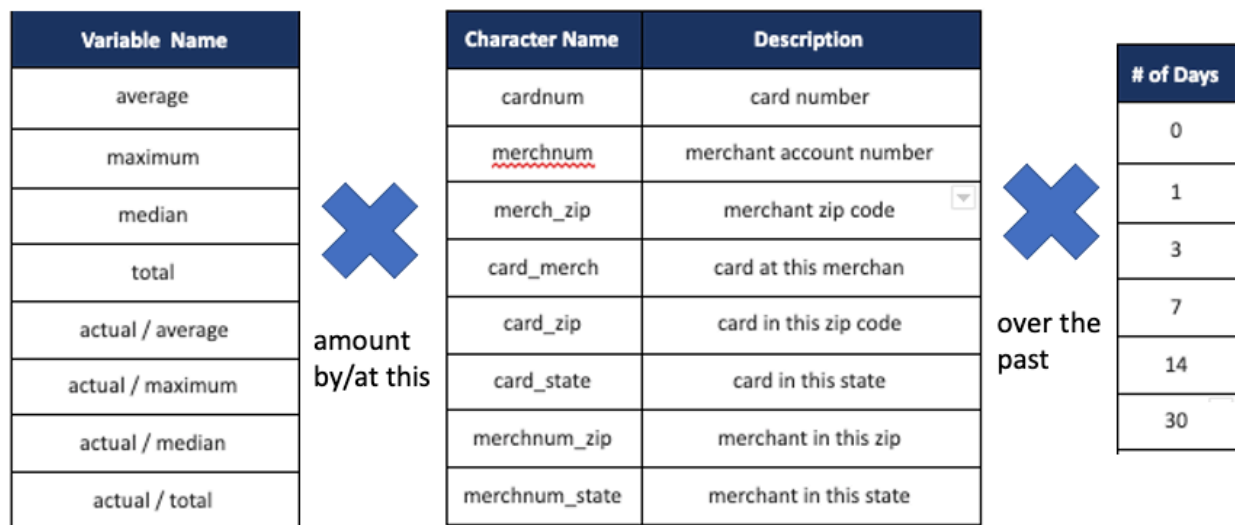 Variable Name
average
maximum
median
total
actual / average
actual / maximum
actual / median
actual / total
amount
by/at this
Character Name Description
cardnum card number
merchnum merchant account number
merch_zip merchant zip code
card_merch card at this merchan
card_zip card in this zip code
card_state card in this state
merchnum_zip merchant in this zip
merchnum_state merchant in this state
over the
past
# of Days
0
1
3
7
14
30